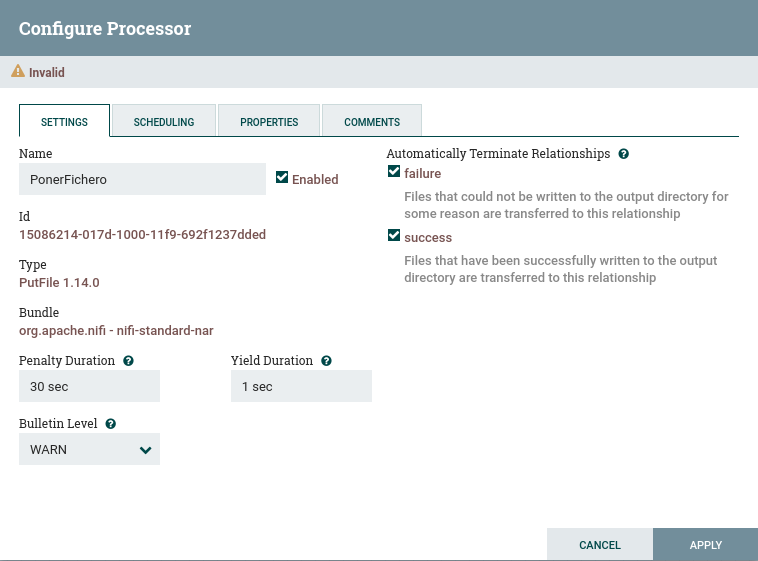 Configure Processor
Invalid
SETTINGS SCHEDULING PROPERTIES COMMENTS
Name
PonerFichero
Enabled
Id
15086214-017d-1000-11f9-692f1237dded
Type
PutFile 1.14.0
Bundle
org.apache.nifi - nifi-standard-nar
Penalty Duration
30 sec
Yield Duration
1 sec
Bulletin Level
WARN
Automatically Terminate Relationships
failure
Files that could not be written to the output directory for
some reason are transferred to this relationship
success
Files that have been successfully written to the output
directory are transferred to this relationship
CANCEL APPLY